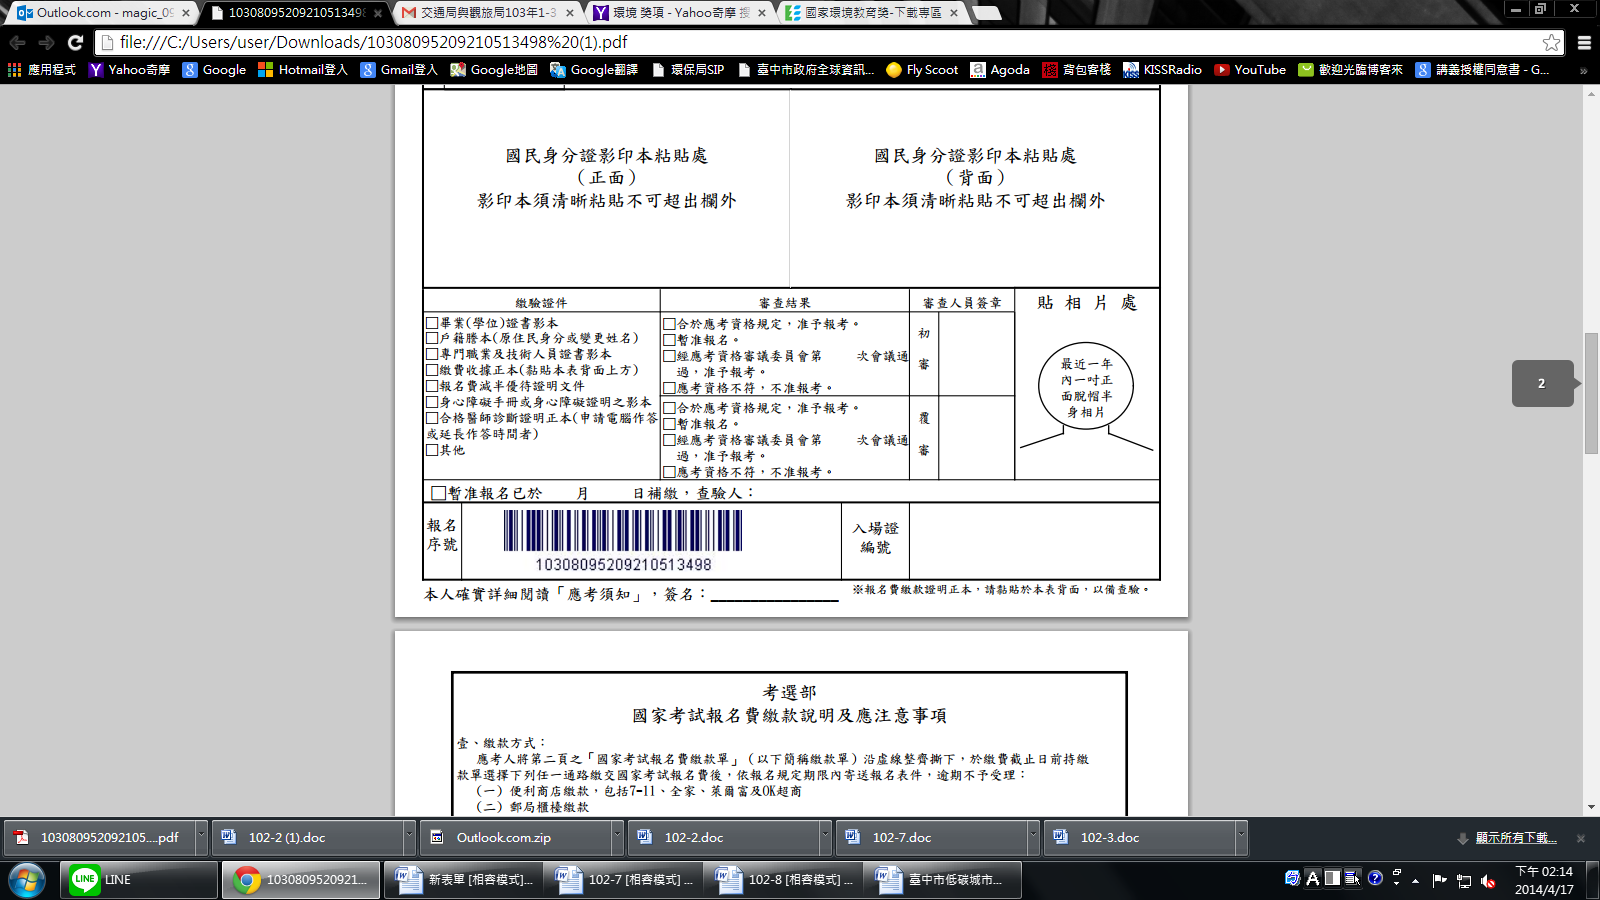 Outlook.com - magic_09
10308095209210513498
交通局與觀旅局103年1-3
環境 獎項 - Yahoo奇摩 搜
國家環境教育獎-下載專區
file:///C:/Users/user/Downloads/10308095209210513498%20(1).pdf
應用程式 Yahoo奇摩 Google Hotmail登入 Gmail登入 Google地圖 Google翻譯 環保局SIP 臺中市政府全球資訊... Fly Scoot Agoda 背包客棧 KISSRadio YouTube 歡迎光臨博客來 講義授權同意書 - G... »
國民身分證影印本粘貼處
（正面）
影印本須清晰粘貼不可超出欄外
國民身分證影印本粘貼處
（背面）
影印本須清晰粘貼不可超出欄外
繳驗證件
□畢業(學位)證書影本
□戶籍謄本(原住民身分或變更姓名)
□專門職業及技術人員證書影本
□繳費收據正本(黏貼本表背面上方)
□報名費減半優待證明文件
□身心障礙手冊或身心障礙證明之影本
□合格醫師診斷證明正本(申請電腦作答
或延長作答時間者)
□其他
審查結果
□合於應考資格規定，准予報考。
□暫准報名。
□經應考資格審議委員會第　　次會議通
過，准予報考。
□應考資格不符，不准報考。
□合於應考資格規定，准予報考。
□暫准報名。
□經應考資格審議委員會第　　次會議通
過，准予報考。
□應考資格不符，不准報考。
審查人員簽章
初
審
覆
審
貼 相 片 處
最近一年
內一吋正
面脫帽半
身相片
2
□暫准報名已於　　月　　日補繳，查驗人：
報名
序號
10308095209210513498
入場證
編號
本人確實詳細閱讀「應考須知」，簽名：________________
※報名費繳款證明正本，請黏貼於本表背面，以備查驗。
考選部
國家考試報名費繳款說明及應注意事項
壹、繳款方式：
應考人將第二頁之「國家考試報名費繳款單」（以下簡稱繳款單）沿虛線整齊撕下，於繳費截止日前持繳
款單選擇下列任一通路繳交國家考試報名費後，依報名規定期限內寄送報名表件，逾期不予受理：
（一）便利商店繳款，包括7-11、全家、萊爾富及OK超商
（二）郵局櫃檯繳款
103080952092105....pdf
102-2 (1).doc
Outlook.com.zip
102-2.doc
102-7.doc
102-3.doc
顯示所有下載...
LINE
1030809520921...
新表單 [相容模式]...
102-7 [相容模式] ...
102-8 [相容模式] ...
臺中市低碳城市...
下午 02:14
2014/4/17